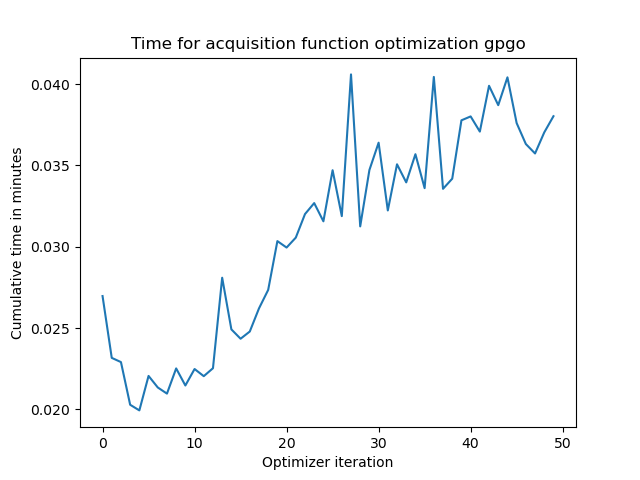 Time for acquisition function optimization gpgo
Cumulative time in minutes
0.040
0.035
0.030
0.025
0.020
0 10 20 30 40 50
Optimizer iteration